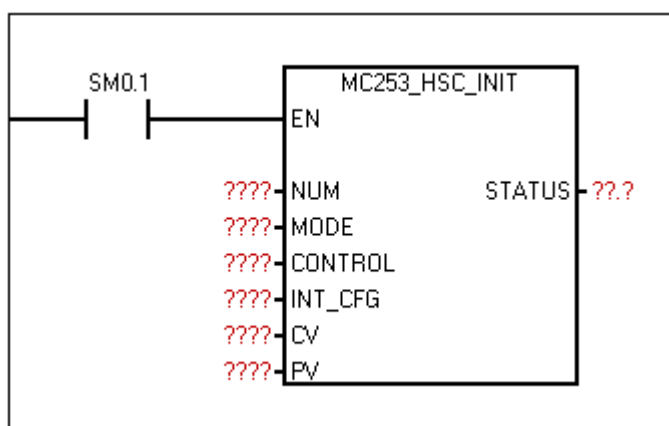 SM0.1 MC253_HSC_INIT
EN
???? NUM STATUS ??.?
???? MODE
???? CONTROL
???? INT_CFG
???? CV
???? PV